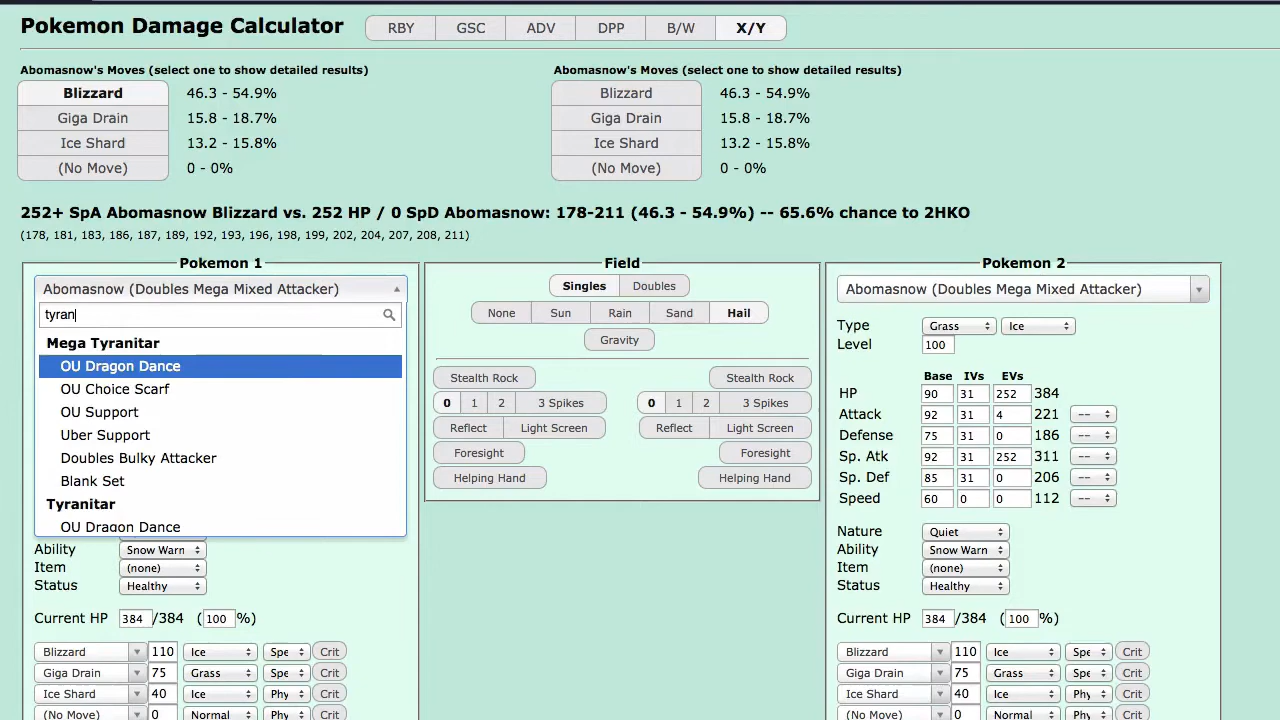 Pokemon Damage Calculator RBY GSC ADV DPP B/W X/Y
Abomasnow's Moves (select one to show detailed results) Abomasnow's Moves (select one to show detailed results)
Blizzard 46.3 - 54.9% Blizzard 46.3 - 54.9%
Giga Drain 15.8 - 18.7% Giga Drain 15.8 - 18.7%
Ice Shard 13.2 - 15.8% Ice Shard 13.2 - 15.8%
(No Move) 0 - 0% (No Move) 0 - 0%
252+ SpA Abomasnow Blizzard vs. 252 HP / 0 SpD Abomasnow: 178-211 (46.3 - 54.9%) -- 65.6% chance to 2HKO
(178, 181, 183, 186, 187, 189, 192, 193, 196, 198, 199, 202, 204, 207, 208, 211)
Pokemon 1
Abomasnow (Doubles Mega Mixed Attacker)
tyran
Mega Tyranitar
OU Dragon Dance
OU Choice Scarf
OU Support
Uber Support
Doubles Bulky Attacker
Blank Set
Tyranitar
OU Dragon Dance
Ability Snow Warn
Item (none)
Status Healthy
Current HP 384 /384 ( 100 %)
Blizzard 110 Ice Spe Crit
Giga Drain 75 Grass Spe Crit
Ice Shard 40 Ice Phy Crit
(No Move) 0 Normal Phy Crit
Field
Singles Doubles
None Sun Rain Sand Hail
Gravity
Stealth Rock Stealth Rock
0 1 2 3 Spikes 0 1 2 3 Spikes
Reflect Light Screen Reflect Light Screen
Foresight Foresight
Helping Hand Helping Hand
Pokemon 2
Abomasnow (Doubles Mega Mixed Attacker)
Type Grass Ice
Level 100
Base IVs EVs
HP 90 31 252 384
Attack 92 31 4 221 --
Defense 75 31 0 186 --
Sp. Atk 92 31 252 311 --
Sp. Def 85 31 0 206 --
Speed 60 0 0 112 --
Nature Quiet
Ability Snow Warn
Item (none)
Status Healthy
Current HP 384 /384 ( 100 %)
Blizzard 110 Ice Spe Crit
Giga Drain 75 Grass Spe Crit
Ice Shard 40 Ice Phy Crit
(No Move) 0 Normal Phy Crit